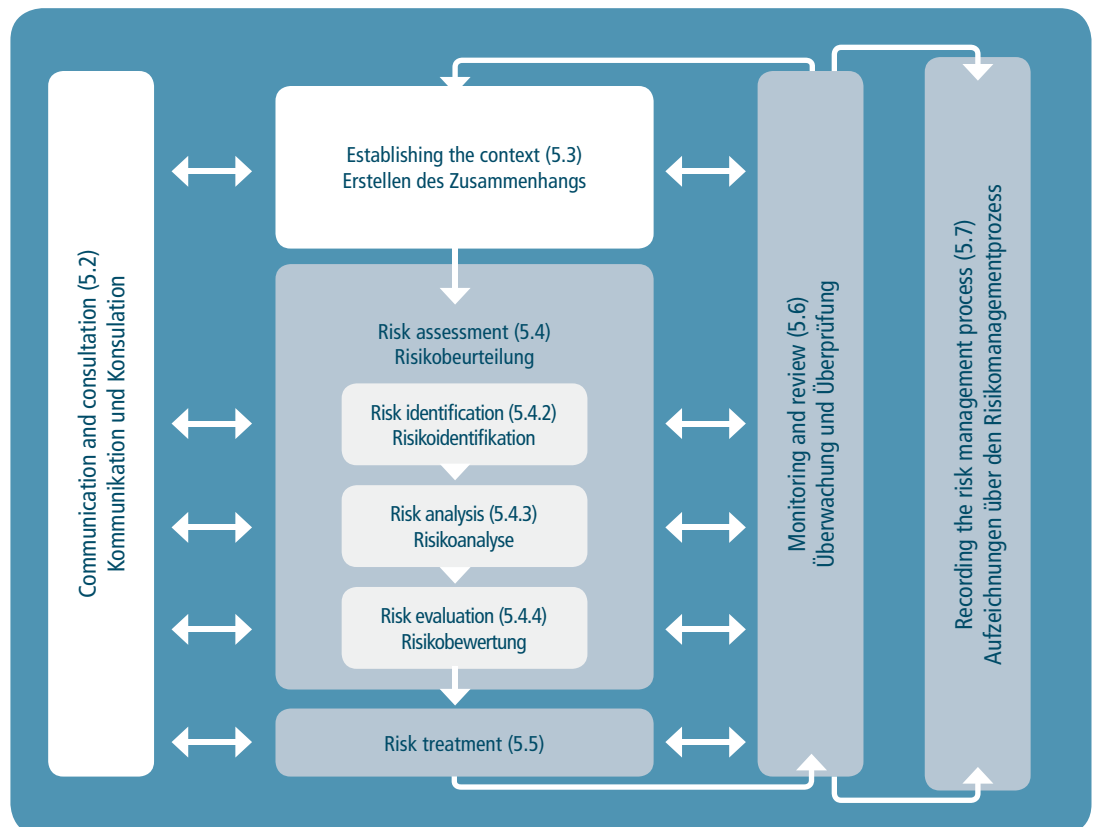 Communication and consultation (5.2)
Kommunikation und Konsulation
Establishing the context (5.3)
Erstellen des Zusammenhangs
Risk assessment (5.4)
Risikobeurteilung
Risk identification (5.4.2)
Risikoidentifikation
Risk analysis (5.4.3)
Risikoanalyse
Risk evaluation (5.4.4)
Risikobewertung
Risk treatment (5.5)
Monitoring and review (5.6)
Überwachung und Überprüfung
Recording the risk management process (5.7)
Aufzeichnungen über den Risikomanagementprozess